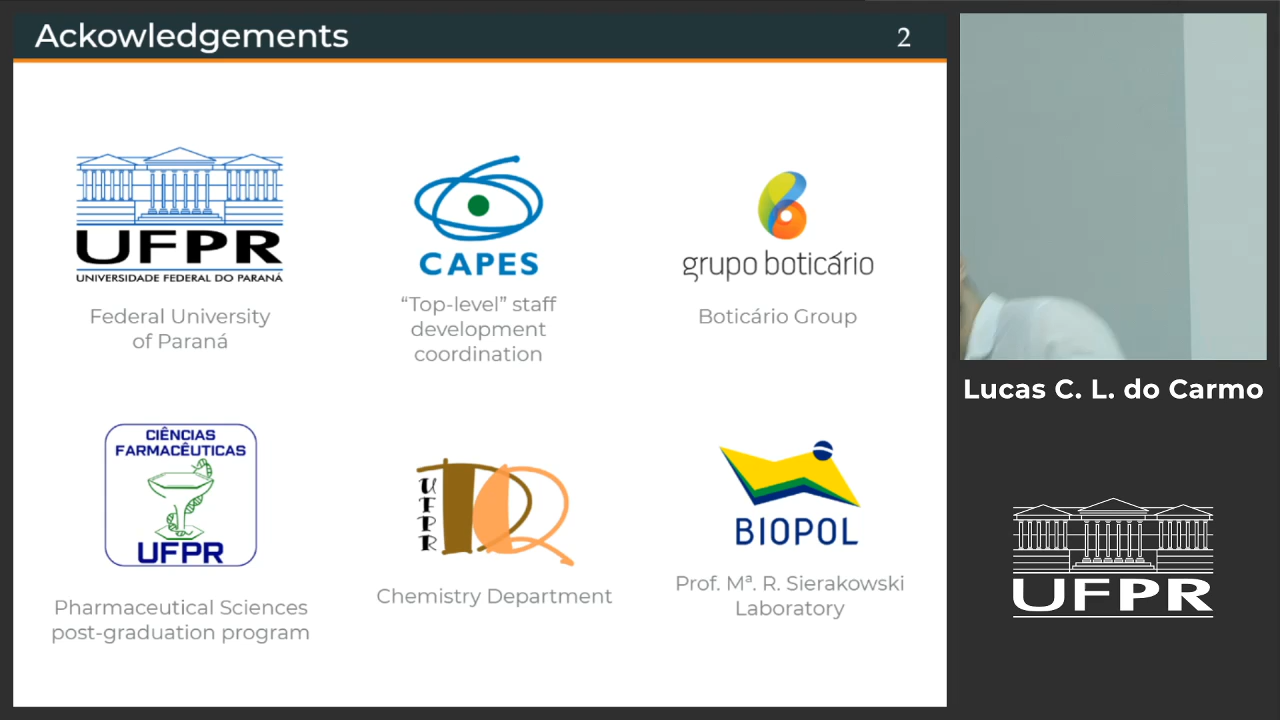 Ackowledgements
2
UFPR
UNIVERSIDADE FEDERAL DO PARANÁ
Federal University
of Paraná
CAPES
“Top-level” staff
development
coordination
grupo boticário
Boticário Group
CIÊNCIAS
FARMACÊUTICAS
UFPR
Pharmaceutical Sciences
post-graduation program
UFPR
DQ
Chemistry Department
BIOPOL
Prof. Mª. R. Sierakowski
Laboratory
Lucas C. L. do Carmo
UFPR